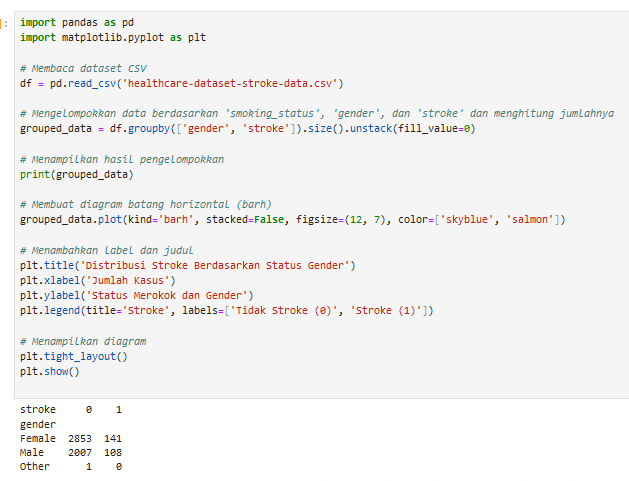 ]:
import pandas as pd
import matplotlib.pyplot as plt
# Membaca dataset CSV
df = pd.read_csv('healthcare-dataset-stroke-data.csv')
# Mengelompokkan data berdasarkan 'smoking_status', 'gender', dan 'stroke' dan menghitung jumlahnya
grouped_data = df.groupby(['gender', 'stroke']).size().unstack(fill_value=0)
# Menampilkan hasil pengelompokkan
print(grouped_data)
# Membuat diagram batang horizontal (barh)
grouped_data.plot(kind='barh', stacked=False, figsize=(12, 7), color=['skyblue', 'salmon'])
# Menambahkan label dan judul
plt.title('Distribusi Stroke Berdasarkan Status Gender')
plt.xlabel('Jumlah Kasus')
plt.ylabel('Status Merokok dan Gender')
plt.legend(title='Stroke', labels=['Tidak Stroke (0)', 'Stroke (1)'])
# Menampilkan diagram
plt.tight_layout()
plt.show()
stroke 0 1
gender
Female 2853 141
Male 2007 108
Other 1 0